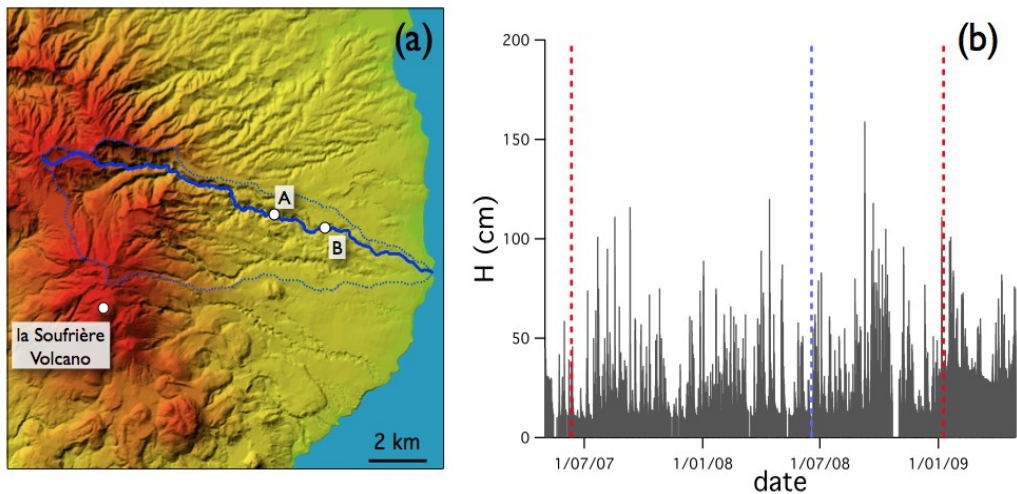 (a)
A
B
la Soufrière
Volcano
2 km
(b)
200
150
100
50
0
H (cm)
1/07/07
1/01/08
1/07/08
1/01/09
date